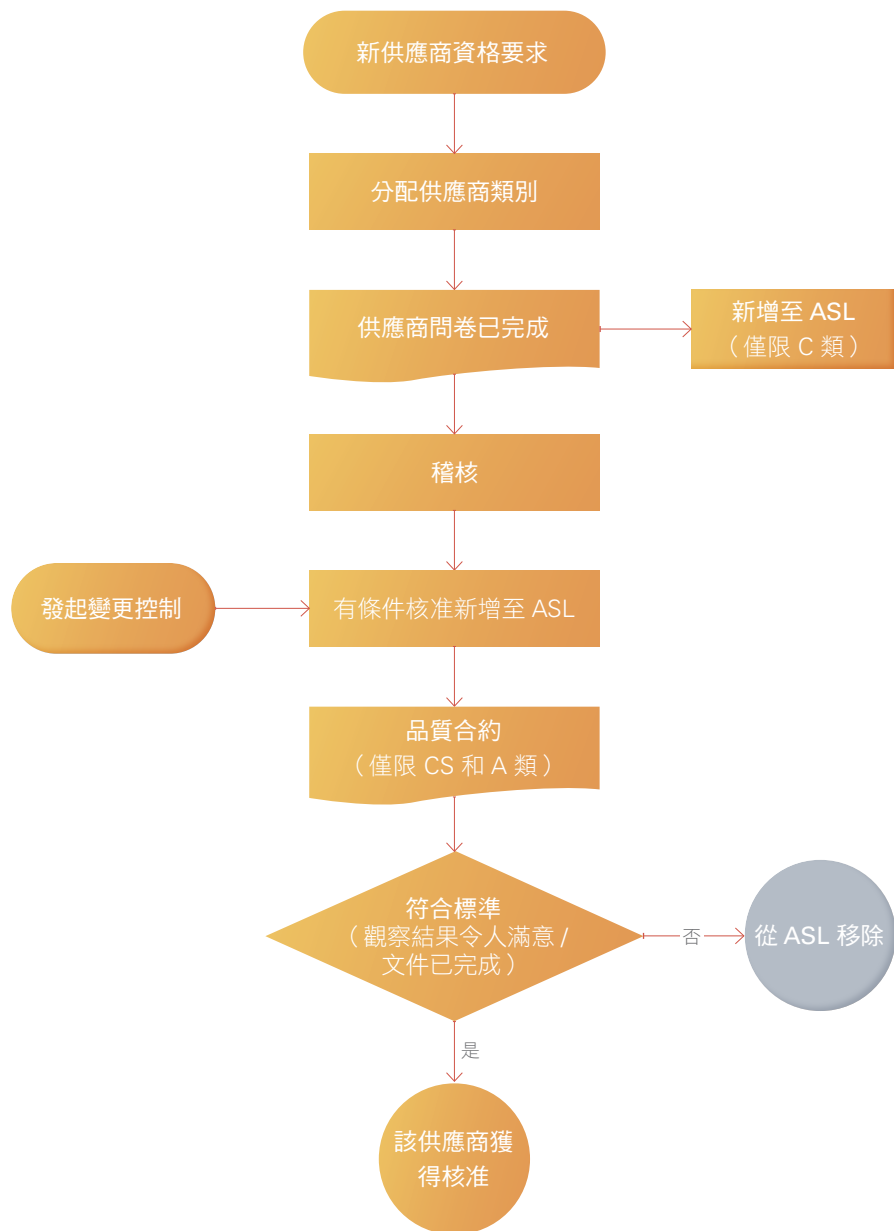 新供應商資格要求
分配供應商類別
供應商問卷已完成
新增至 ASL
（僅限 C 類）
稽核
發起變更控制
有條件核准新增至 ASL
品質合約
（僅限 CS 和 A 類）
符合標準
（觀察結果令人滿意 /
文件已完成）
否
從 ASL 移除
是
該供應商獲
得核准